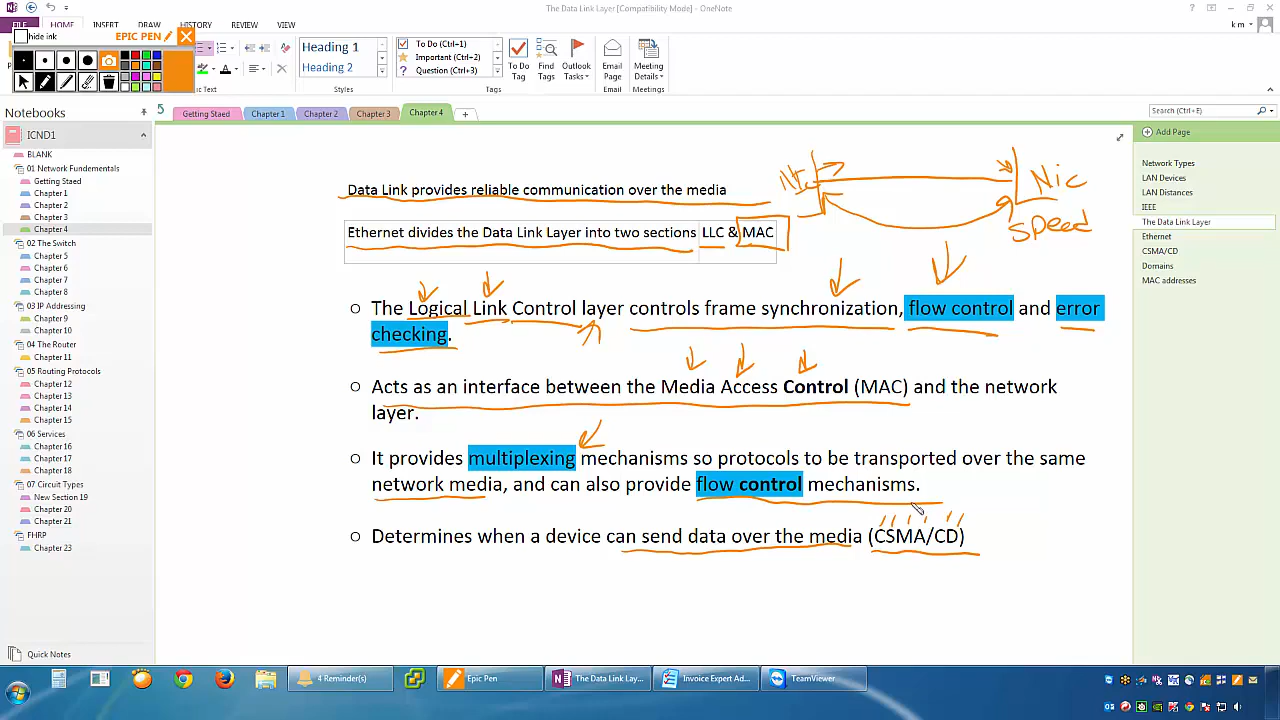 The Data Link Layer [Compatibility Mode] - OneNote
FILE HOME INSERT DRAW HISTORY REVIEW VIEW
k m
hide ink
EPIC PEN
Heading 1
Heading 2
To Do (Ctrl+1)
Important (Ctrl+2)
Question (Ctrl+3)
To Do Tag
Find Tags
Outlook Tasks
Email Page
Meeting Details
Basic Text
Styles
Tags
Email
Meetings
Notebooks
Getting Staed
Chapter 1
Chapter 2
Chapter 3
Chapter 4
Search (Ctrl+E)
ICND1
BLANK
01 Network Fundamentals
Getting Staed
Chapter 1
Chapter 2
Chapter 3
Chapter 4
02 The Switch
Chapter 5
Chapter 6
Chapter 7
Chapter 8
03 IP Addressing
Chapter 9
Chapter 10
04 The Router
Chapter 11
05 Routing Protocols
Chapter 12
Chapter 13
Chapter 14
Chapter 15
06 Services
Chapter 16
Chapter 17
Chapter 18
07 Circuit Types
New Section 19
Chapter 20
Chapter 21
FHRP
Chapter 23
Quick Notes
Data Link provides reliable communication over the media
Nic
Nic
Speed
Ethernet divides the Data Link Layer into two sections LLC & MAC
The Logical Link Control layer controls frame synchronization, flow control and error
checking.
Acts as an interface between the Media Access Control (MAC) and the network
layer.
It provides multiplexing mechanisms so protocols to be transported over the same
network media, and can also provide flow control mechanisms.
Determines when a device can send data over the media (CSMA/CD)
Add Page
Network Types
LAN Devices
LAN Distances
IEEE
The Data Link Layer
Ethernet
CSMA/CD
Domains
MAC addresses
4 Reminder(s)
Epic Pen
The Data Link Lay...
Invoice Expert Ad...
TeamViewer